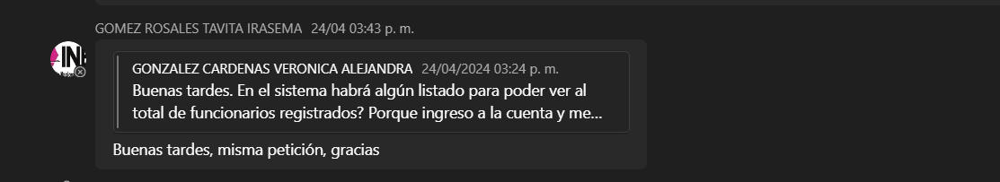 GOMEZ ROSALES TAVITA IRASEMA 24/04 03:43 p. m.
IN
GONZALEZ CARDENAS VERONICA ALEJANDRA 24/04/2024 03:24 p. m.
Buenas tardes. En el sistema habrá algún listado para poder ver al
total de funcionarios registrados? Porque ingreso a la cuenta y me...
Buenas tardes, misma petición, gracias